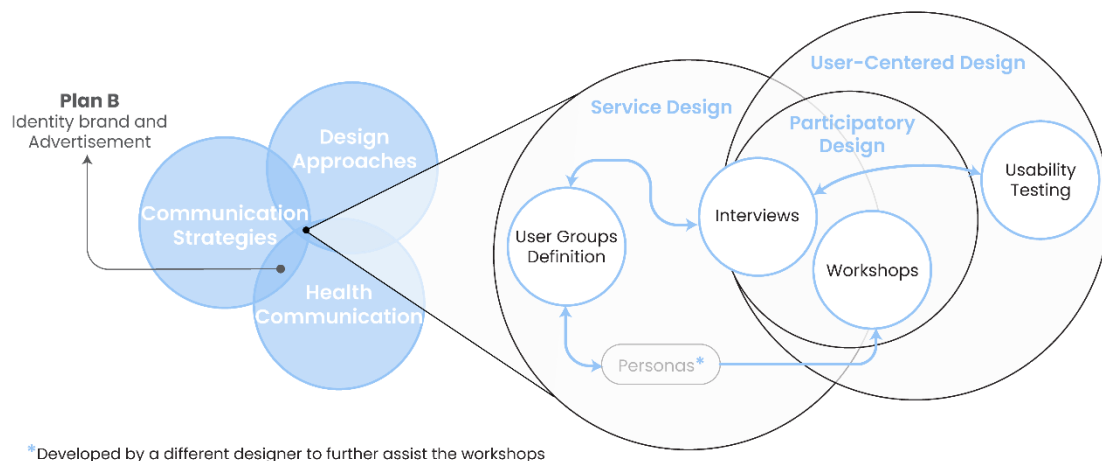 Plan B
Identity brand and
Advertisement
Design
Approaches
Communication
Strategies
Health
Communication
Service Design
User-Centered Design
Participatory
Design
User Groups
Definition
Interviews
Workshops
Usability
Testing
Personas*
*Developed by a different designer to further assist the workshops